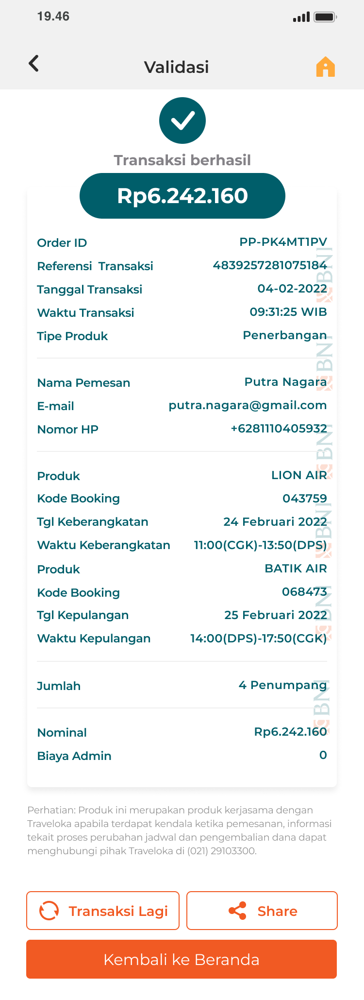 19.46
Validasi
Transaksi berhasil
Rp6.242.160
Order ID PP-PK4MT1PV
Referensi Transaksi 4839257281075184
Tanggal Transaksi 04-02-2022
Waktu Transaksi 09:31:25 WIB
Tipe Produk Penerbangan
Nama Pemesan Putra Nagara
E-mail putra.nagara@gmail.com
Nomor HP +6281110405932
Produk LION AIR
Kode Booking 043759
Tgl Keberangkatan 24 Februari 2022
Waktu Keberangkatan 11:00(CGK)-13:50(DPS)
Produk BATIK AIR
Kode Booking 068473
Tgl Kepulangan 25 Februari 2022
Waktu Kepulangan 14:00(DPS)-17:50(CGK)
Jumlah 4 Penumpang
Nominal Rp6.242.160
Biaya Admin 0
BNI
BNI
BNI
BNI
BNI
BNI
Perhatian: Produk ini merupakan produk kerjasama dengan
Traveloka apabila terdapat kendala ketika pemesanan, informasi
tekait proses perubahan jadwal dan pengembalian dana dapat
menghubungi pihak Traveloka di (021) 29103300.
Transaksi Lagi
Share
Kembali ke Beranda